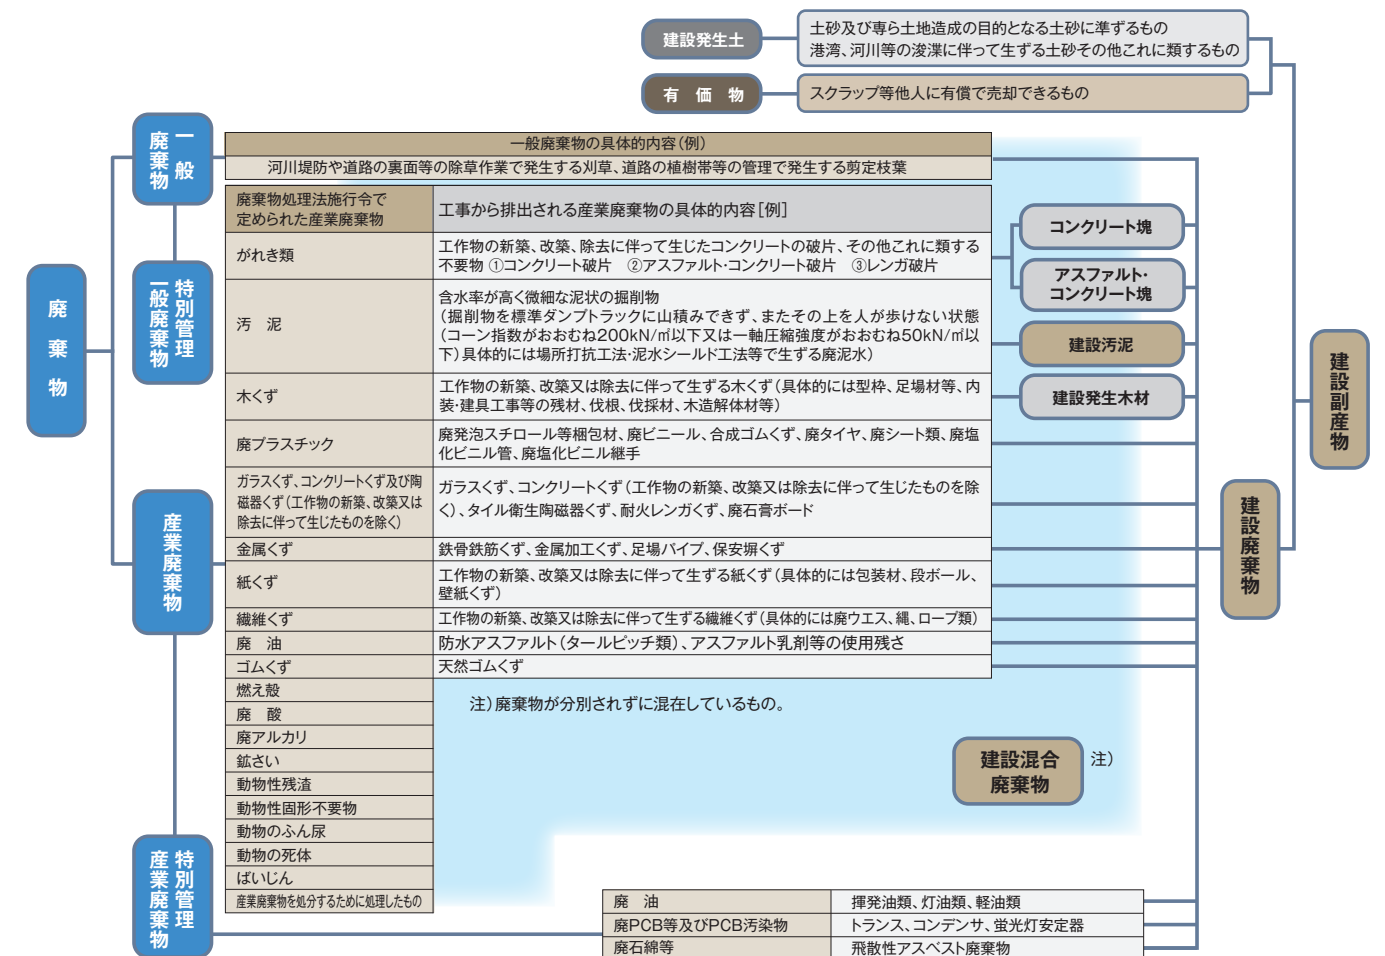 建設発生土
土砂及び専ら土地造成の目的となる土砂に準ずるもの
港湾、河川等の浚渫に伴って生ずる土砂その他これに類するもの
有価物
スクラップ等他人に有償で売却できるもの
一般
廃棄物
一般廃棄物の具体的内容（例）
河川堤防や道路の裏面等の除草作業で発生する刈草、道路の植樹帯等の管理で発生する剪定枝葉
廃棄物処理法施行令で
定められた産業廃棄物
工事から排出される産業廃棄物の具体的内容［例］
がれき類
工作物の新築、改築、除去に伴って生じたコンクリートの破片、その他これに類する
不要物 ①コンクリート破片 ②アスファルト・コンクリート破片 ③レンガ破片
コンクリート塊
アスファルト・
コンクリート塊
特別管理
一般廃棄物
廃棄物
汚泥
含水率が高く微細な泥状の掘削物
（掘削物を標準ダンプトラックに山積みできず、またその上を人が歩けない状態
（コーン指数がおおむね200kN/㎡以下又は一軸圧縮強度がおおむね50kN/㎡以
下）具体的には場所打抗工法・泥水シールド工法等で生ずる廃泥水）
建設汚泥
木くず
工作物の新築、改築又は除去に伴って生ずる木くず（具体的には型枠、足場材等、内
装・建具工事等の残材、伐根、伐採材、木造解体材等）
建設発生木材
建設副産物
廃プラスチック
廃発泡スチロール等梱包材、廃ビニール、合成ゴムくず、廃タイヤ、廃シート類、廃塩
化ビニル管、廃塩化ビニル継手
ガラスくず、コンクリートくず及び陶
磁器くず（工作物の新築、改築又は
除去に伴って生じたものを除く）
ガラスくず、コンクリートくず（工作物の新築、改築又は除去に伴って生じたものを除
く）、タイル衛生陶磁器くず、耐火レンガくず、廃石膏ボード
産業廃棄物
建設廃棄物
金属くず
鉄骨鉄筋くず、金属加工くず、足場パイプ、保安塀くず
紙くず
工作物の新築、改築又は除去に伴って生ずる紙くず（具体的には包装材、段ボール、
壁紙くず）
繊維くず
工作物の新築、改築又は除去に伴って生ずる繊維くず（具体的には廃ウエス、縄、ロープ類）
廃油
防水アスファルト（タールピッチ類）、アスファルト乳剤等の使用残さ
ゴムくず
天然ゴムくず
燃え殻
廃酸
廃アルカリ
鉱さい
動物性残渣
動物性固形不要物
動物のふん尿
動物の死体
ばいじん
産業廃棄物を処分するために処理したもの
注）廃棄物が分別されずに混在しているもの。
建設混合
廃棄物
注）
特別管理
産業廃棄物
廃油
揮発油類、灯油類、軽油類
廃PCB等及びPCB汚染物
トランス、コンデンサ、蛍光灯安定器
廃石綿等
飛散性アスベスト廃棄物